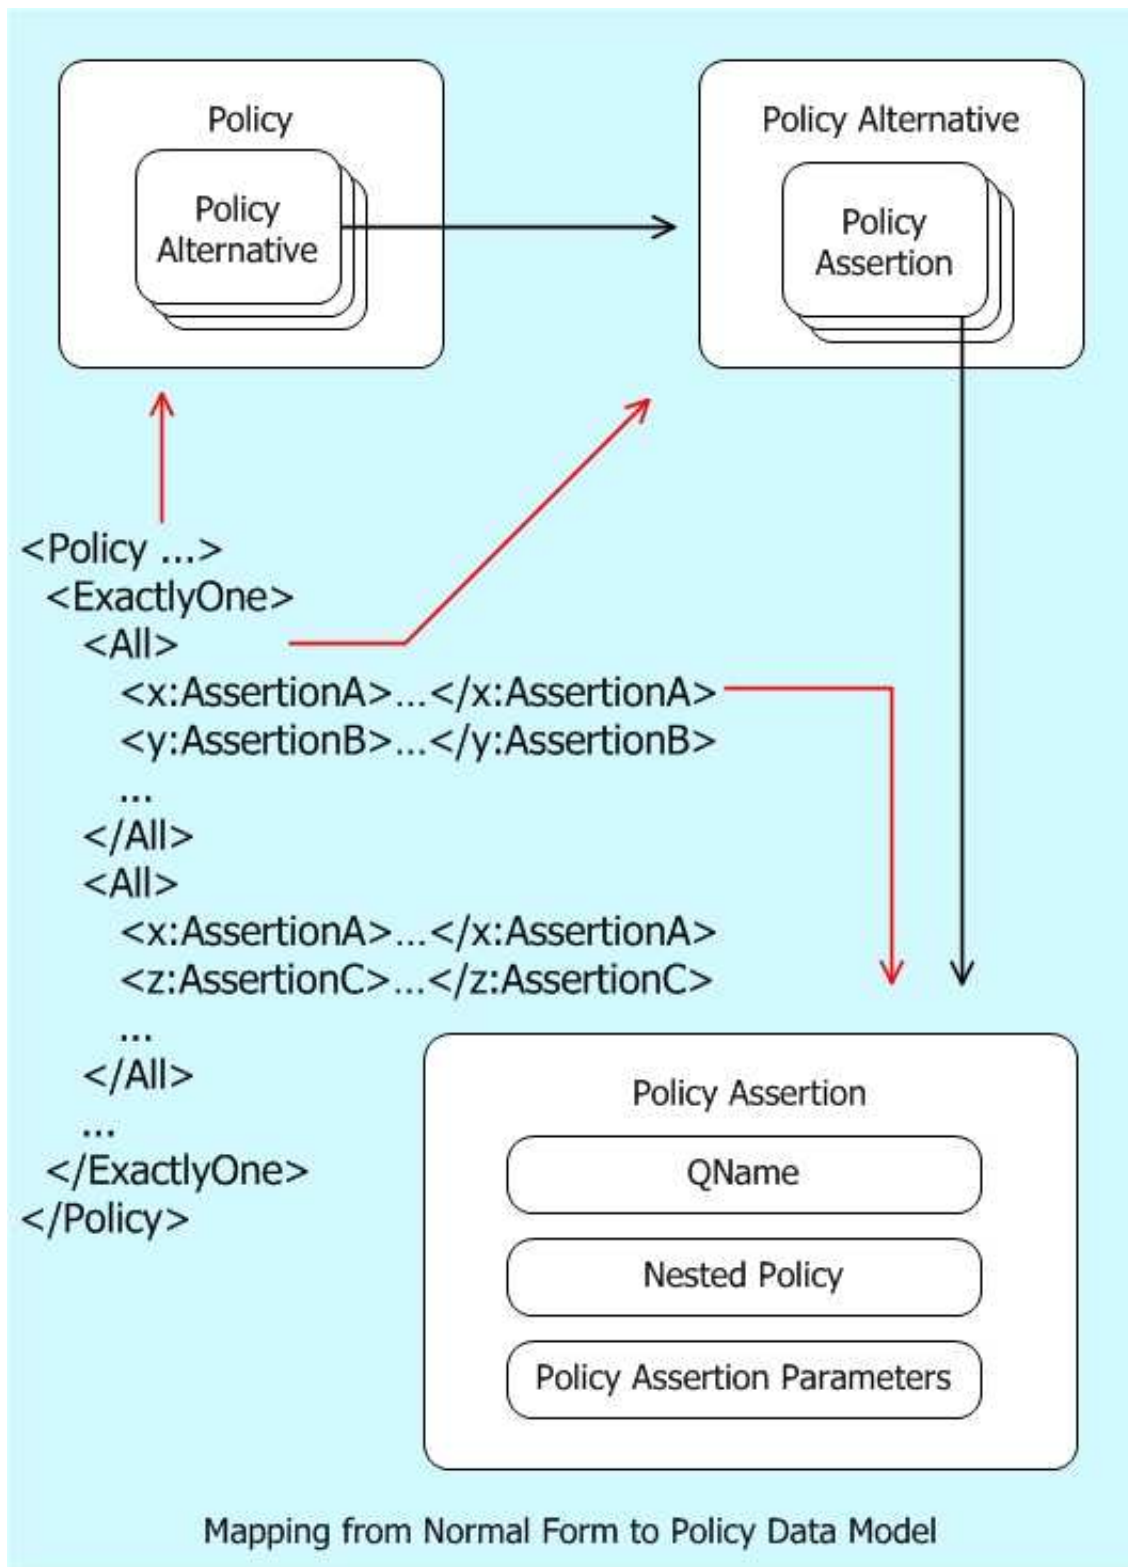 Policy
Policy
Alternative
Policy Alternative
Policy
Assertion
<Policy ...>
<ExactlyOne>
<All>
<x:AssertionA>...</x:AssertionA>
<y:AssertionB>...</y:AssertionB>
...
</All>
<All>
<x:AssertionA>...</x:AssertionA>
<z:AssertionC>...</z:AssertionC>
...
</All>
...
</ExactlyOne>
</Policy>
Policy Assertion
QName
Nested Policy
Policy Assertion Parameters
Mapping from Normal Form to Policy Data Model